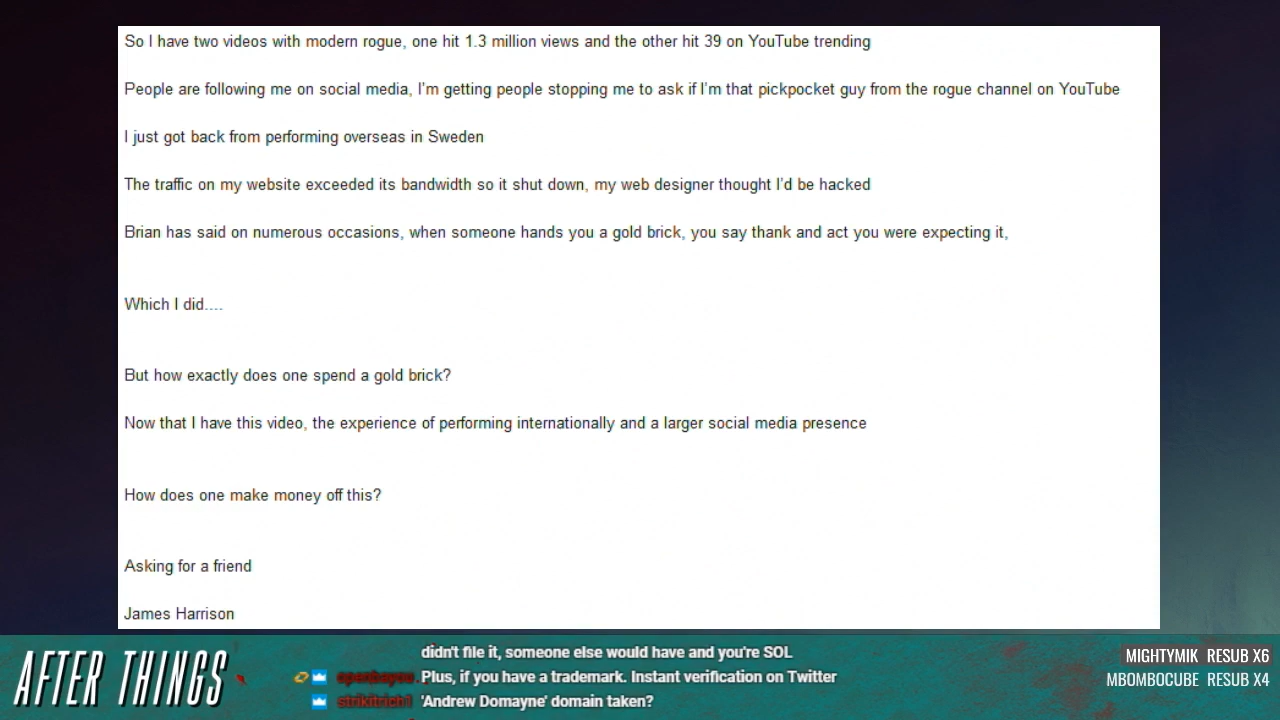 So I have two videos with modern rogue, one hit 1.3 million views and the other hit 39 on YouTube trending
People are following me on social media, I'm getting people stopping me to ask if I'm that pickpocket guy from the rogue channel on YouTube
I just got back from performing overseas in Sweden
The traffic on my website exceeded its bandwidth so it shut down, my web designer thought I'd be hacked
Brian has said on numerous occasions, when someone hands you a gold brick, you say thank and act you were expecting it,
Which I did....
But how exactly does one spend a gold brick?
Now that I have this video, the experience of performing internationally and a larger social media presence
How does one make money off this?
Asking for a friend
James Harrison
AFTER THINGS
didn't file it, someone else would have and you're SOL
Plus, if you have a trademark. Instant verification on Twitter
'Andrew Domayne' domain taken?
MIGHTYMIK RESUB X6
MBOMBOCUBE RESUB X4